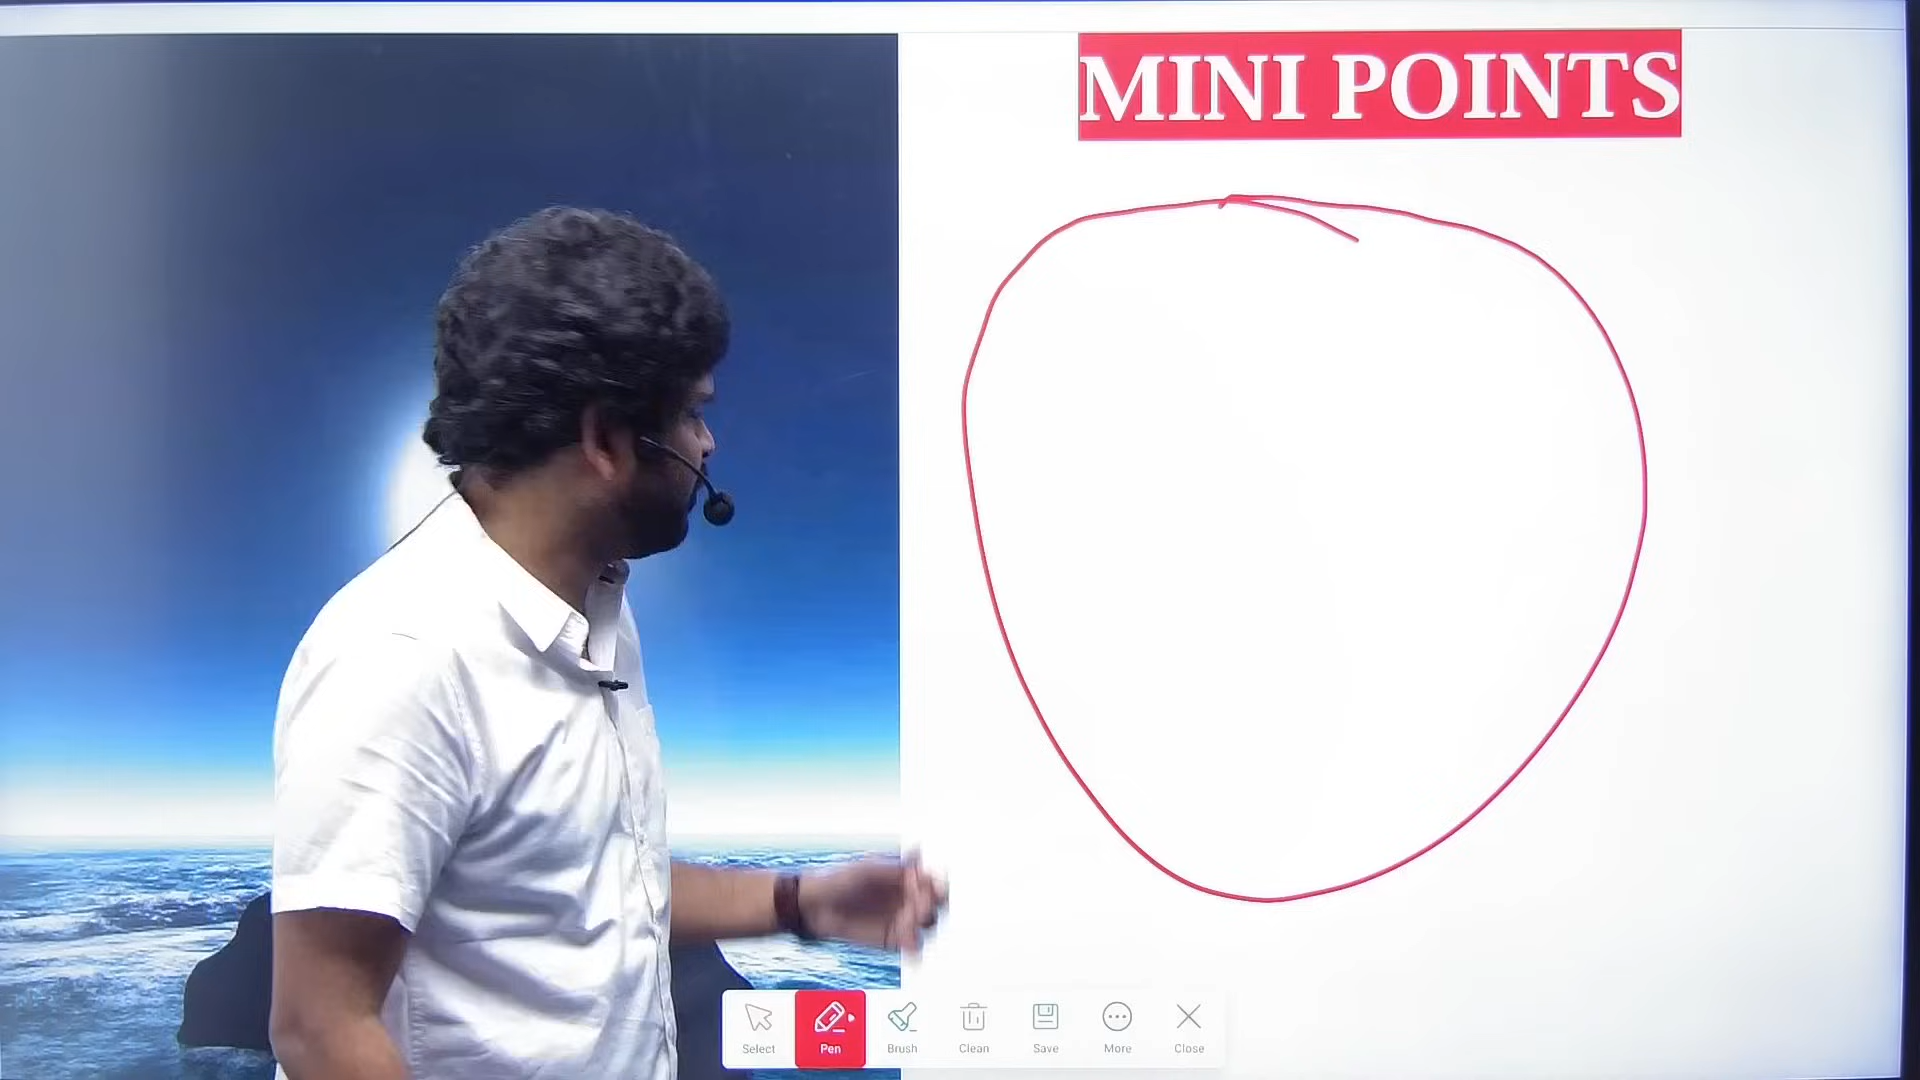 MINI POINTS
Select
Pen
Brush
Clean
Save
More
Close